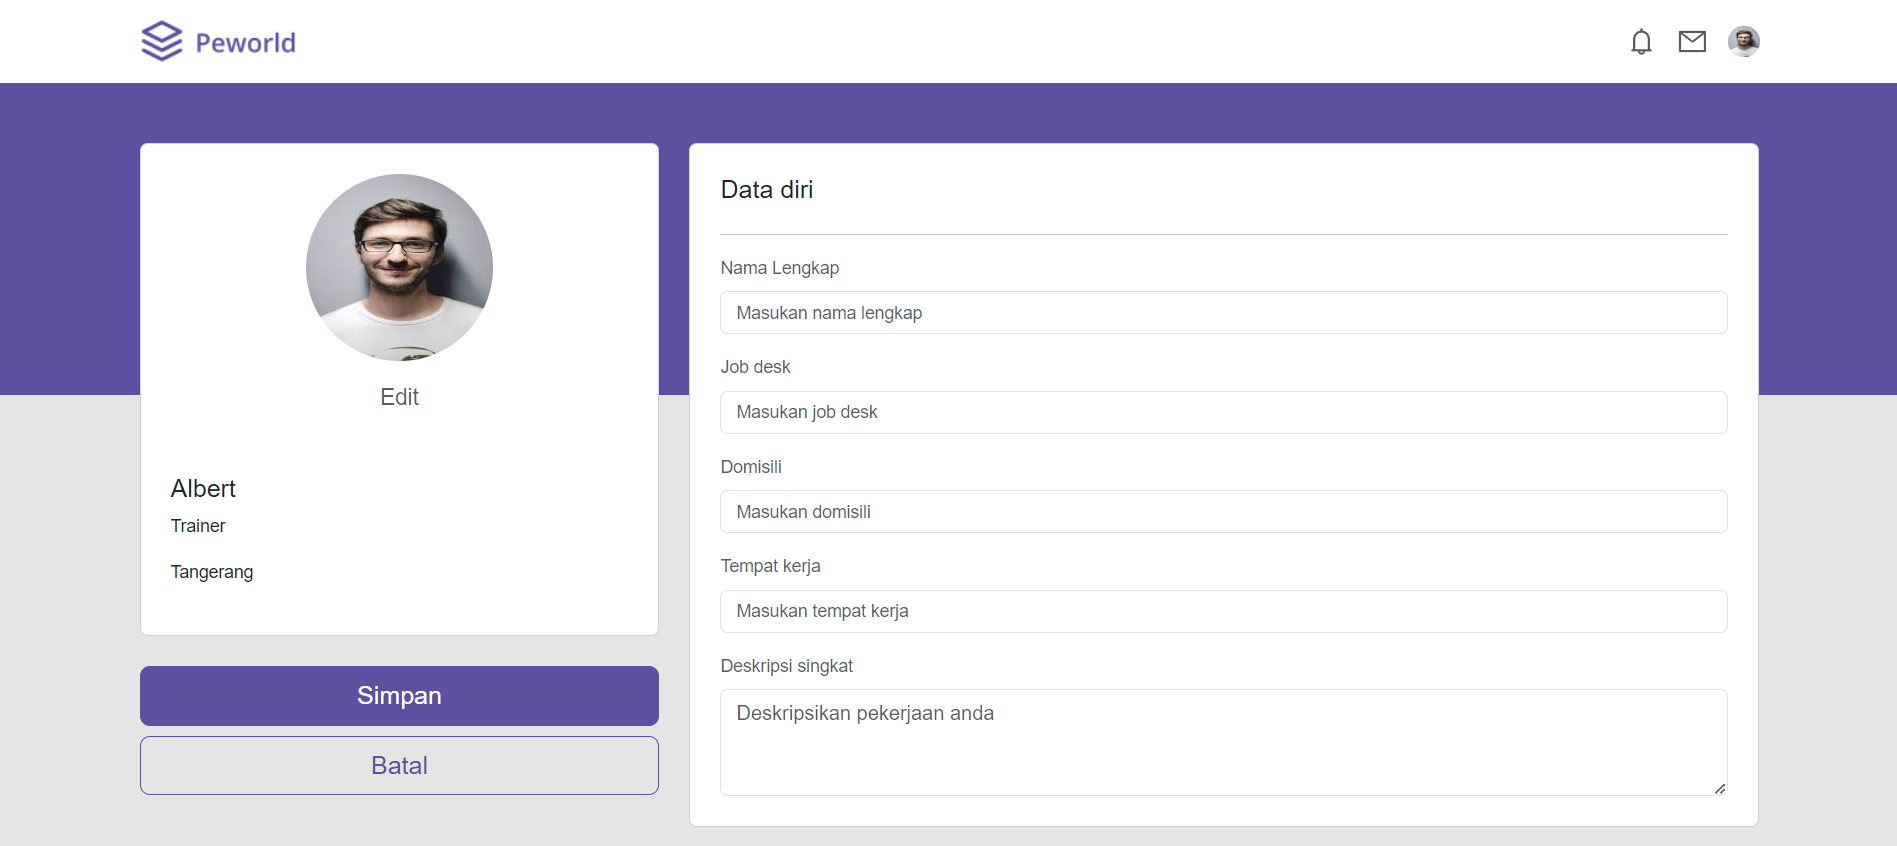 Peworld
Edit
Albert
Trainer
Tangerang
Simpan
Batal
Data diri
Nama Lengkap
Masukan nama lengkap
Job desk
Masukan job desk
Domisili
Masukan domisili
Tempat kerja
Masukan tempat kerja
Deskripsi singkat
Deskripsikan pekerjaan anda